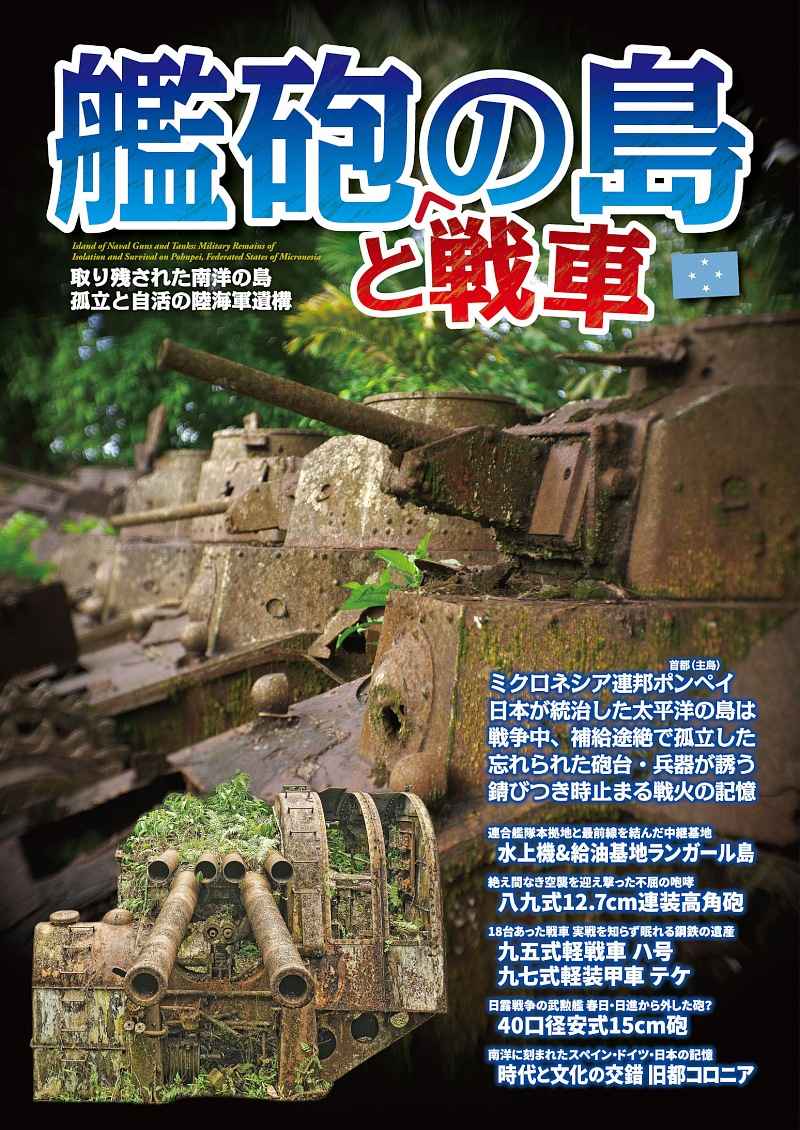 艦砲の島
と戦車
Island of Naval Guns and Tanks: Military Remains of
Isolation and Survival on Pohnpei, Federated States of Micronesia
取り残された南洋の島
孤立と自活の陸海軍遺構
首都(主島)
ミクロネシア連邦ポンペイ
日本が統治した太平洋の島は
戦争中、補給途絶で孤立した
忘れられた砲台・兵器が誘う
錆びつき時止まる戦火の記憶
連合艦隊本拠地と最前線を結んだ中継基地
水上機&給油基地ランガール島
絶え間なき空襲を迎え撃った不屈の咆哮
八九式12.7cm連装高角砲
18台あった戦車 実戦を知らず眠れる鋼鉄の遺産
九五式軽戦車 ハ号
九七式軽装甲車 テケ
日露戦争の武勲艦 春日・日進から外した砲?
40口径安式15cm砲
南洋に刻まれたスペイン・ドイツ・日本の記憶
時代と文化の交錯 旧都コロニア